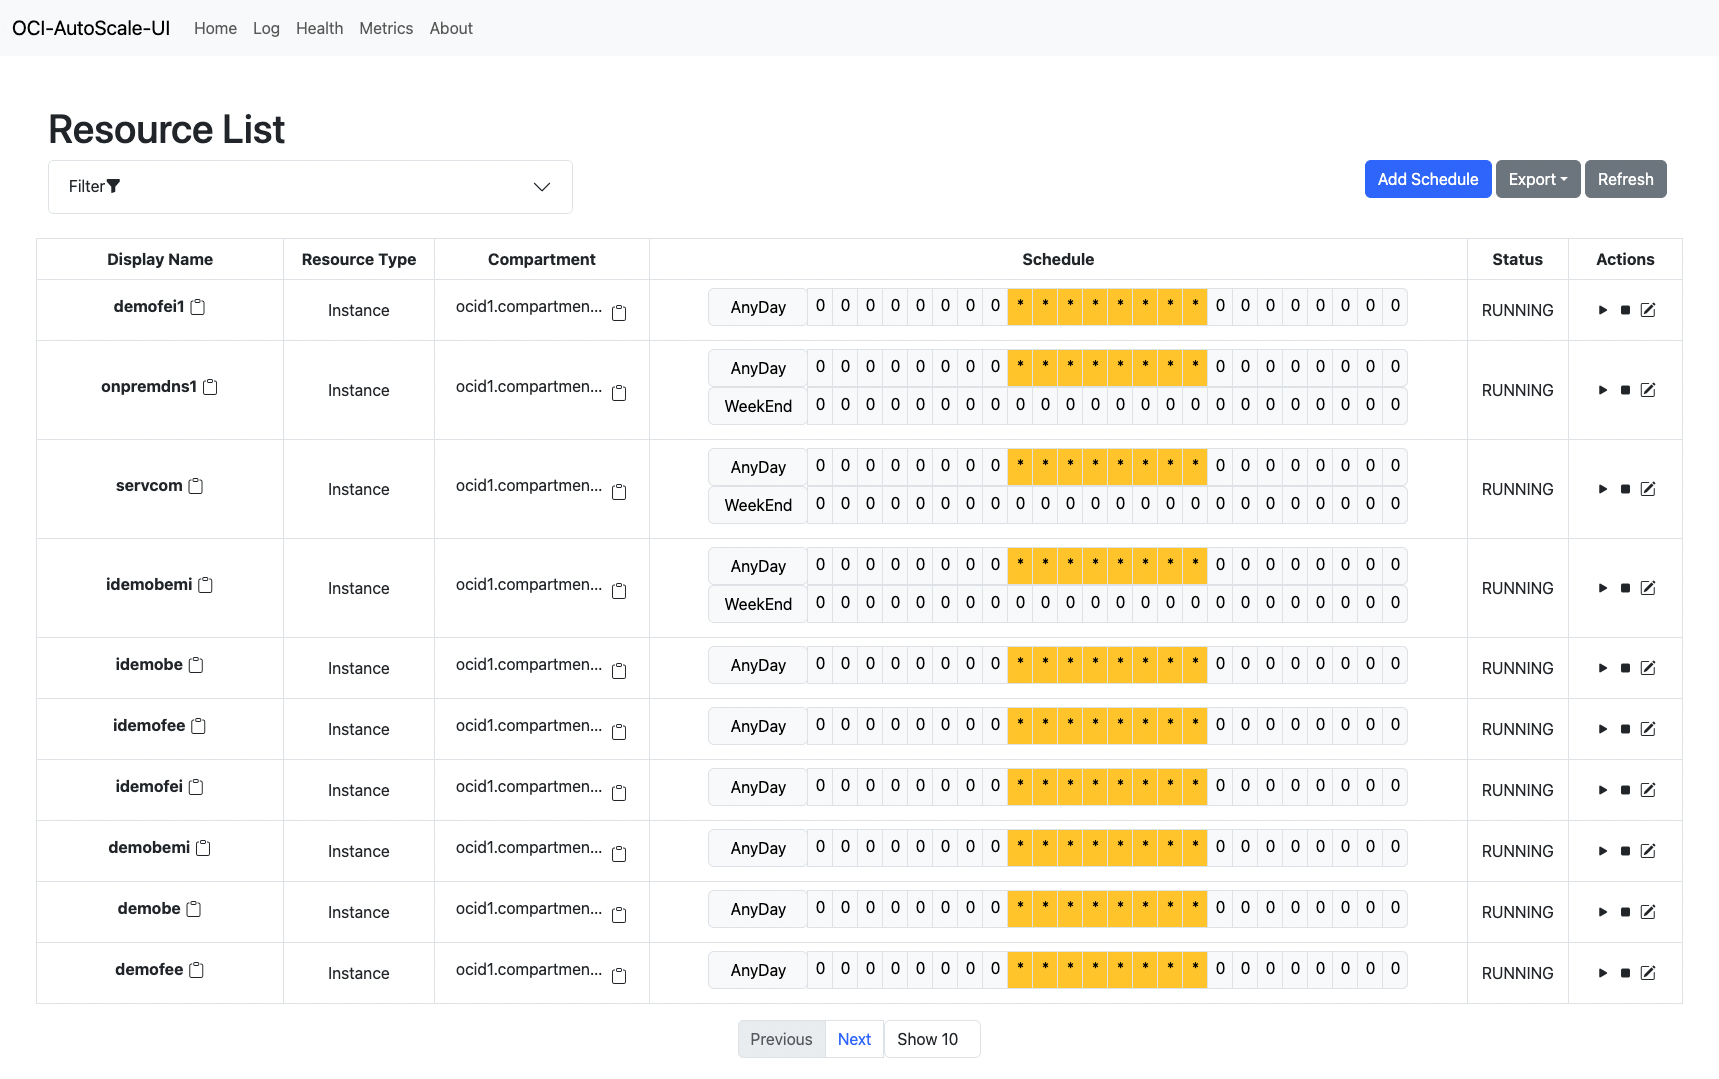 OCI-AutoScale-UI Home Log Health Metrics About
Resource List
Filter
Add Schedule Export Refresh
Display Name Resource Type Compartment Schedule Status Actions
demofei1 Instance ocid1.compartmen... AnyDay 0 0 0 0 0 0 0 0 * * * * * * * * 0 0 0 0 0 0 0 0 RUNNING
onpremdns1 Instance ocid1.compartmen... AnyDay 0 0 0 0 0 0 0 0 * * * * * * * * 0 0 0 0 0 0 0 0 RUNNING
WeekEnd 0 0 0 0 0 0 0 0 0 0 0 0 0 0 0 0 0 0 0 0 0 0 0 0
servcom Instance ocid1.compartmen... AnyDay 0 0 0 0 0 0 0 0 * * * * * * * * 0 0 0 0 0 0 0 0 RUNNING
WeekEnd 0 0 0 0 0 0 0 0 0 0 0 0 0 0 0 0 0 0 0 0 0 0 0 0
idemobemi Instance ocid1.compartmen... AnyDay 0 0 0 0 0 0 0 0 * * * * * * * * 0 0 0 0 0 0 0 0 RUNNING
WeekEnd 0 0 0 0 0 0 0 0 0 0 0 0 0 0 0 0 0 0 0 0 0 0 0 0
idemobe Instance ocid1.compartmen... AnyDay 0 0 0 0 0 0 0 0 * * * * * * * * 0 0 0 0 0 0 0 0 RUNNING
idemofee Instance ocid1.compartmen... AnyDay 0 0 0 0 0 0 0 0 * * * * * * * * 0 0 0 0 0 0 0 0 RUNNING
idemofei Instance ocid1.compartmen... AnyDay 0 0 0 0 0 0 0 0 * * * * * * * * 0 0 0 0 0 0 0 0 RUNNING
demobemi Instance ocid1.compartmen... AnyDay 0 0 0 0 0 0 0 0 * * * * * * * * 0 0 0 0 0 0 0 0 RUNNING
demobe Instance ocid1.compartmen... AnyDay 0 0 0 0 0 0 0 0 * * * * * * * * 0 0 0 0 0 0 0 0 RUNNING
demofee Instance ocid1.compartmen... AnyDay 0 0 0 0 0 0 0 0 * * * * * * * * 0 0 0 0 0 0 0 0 RUNNING
Previous Next Show 10